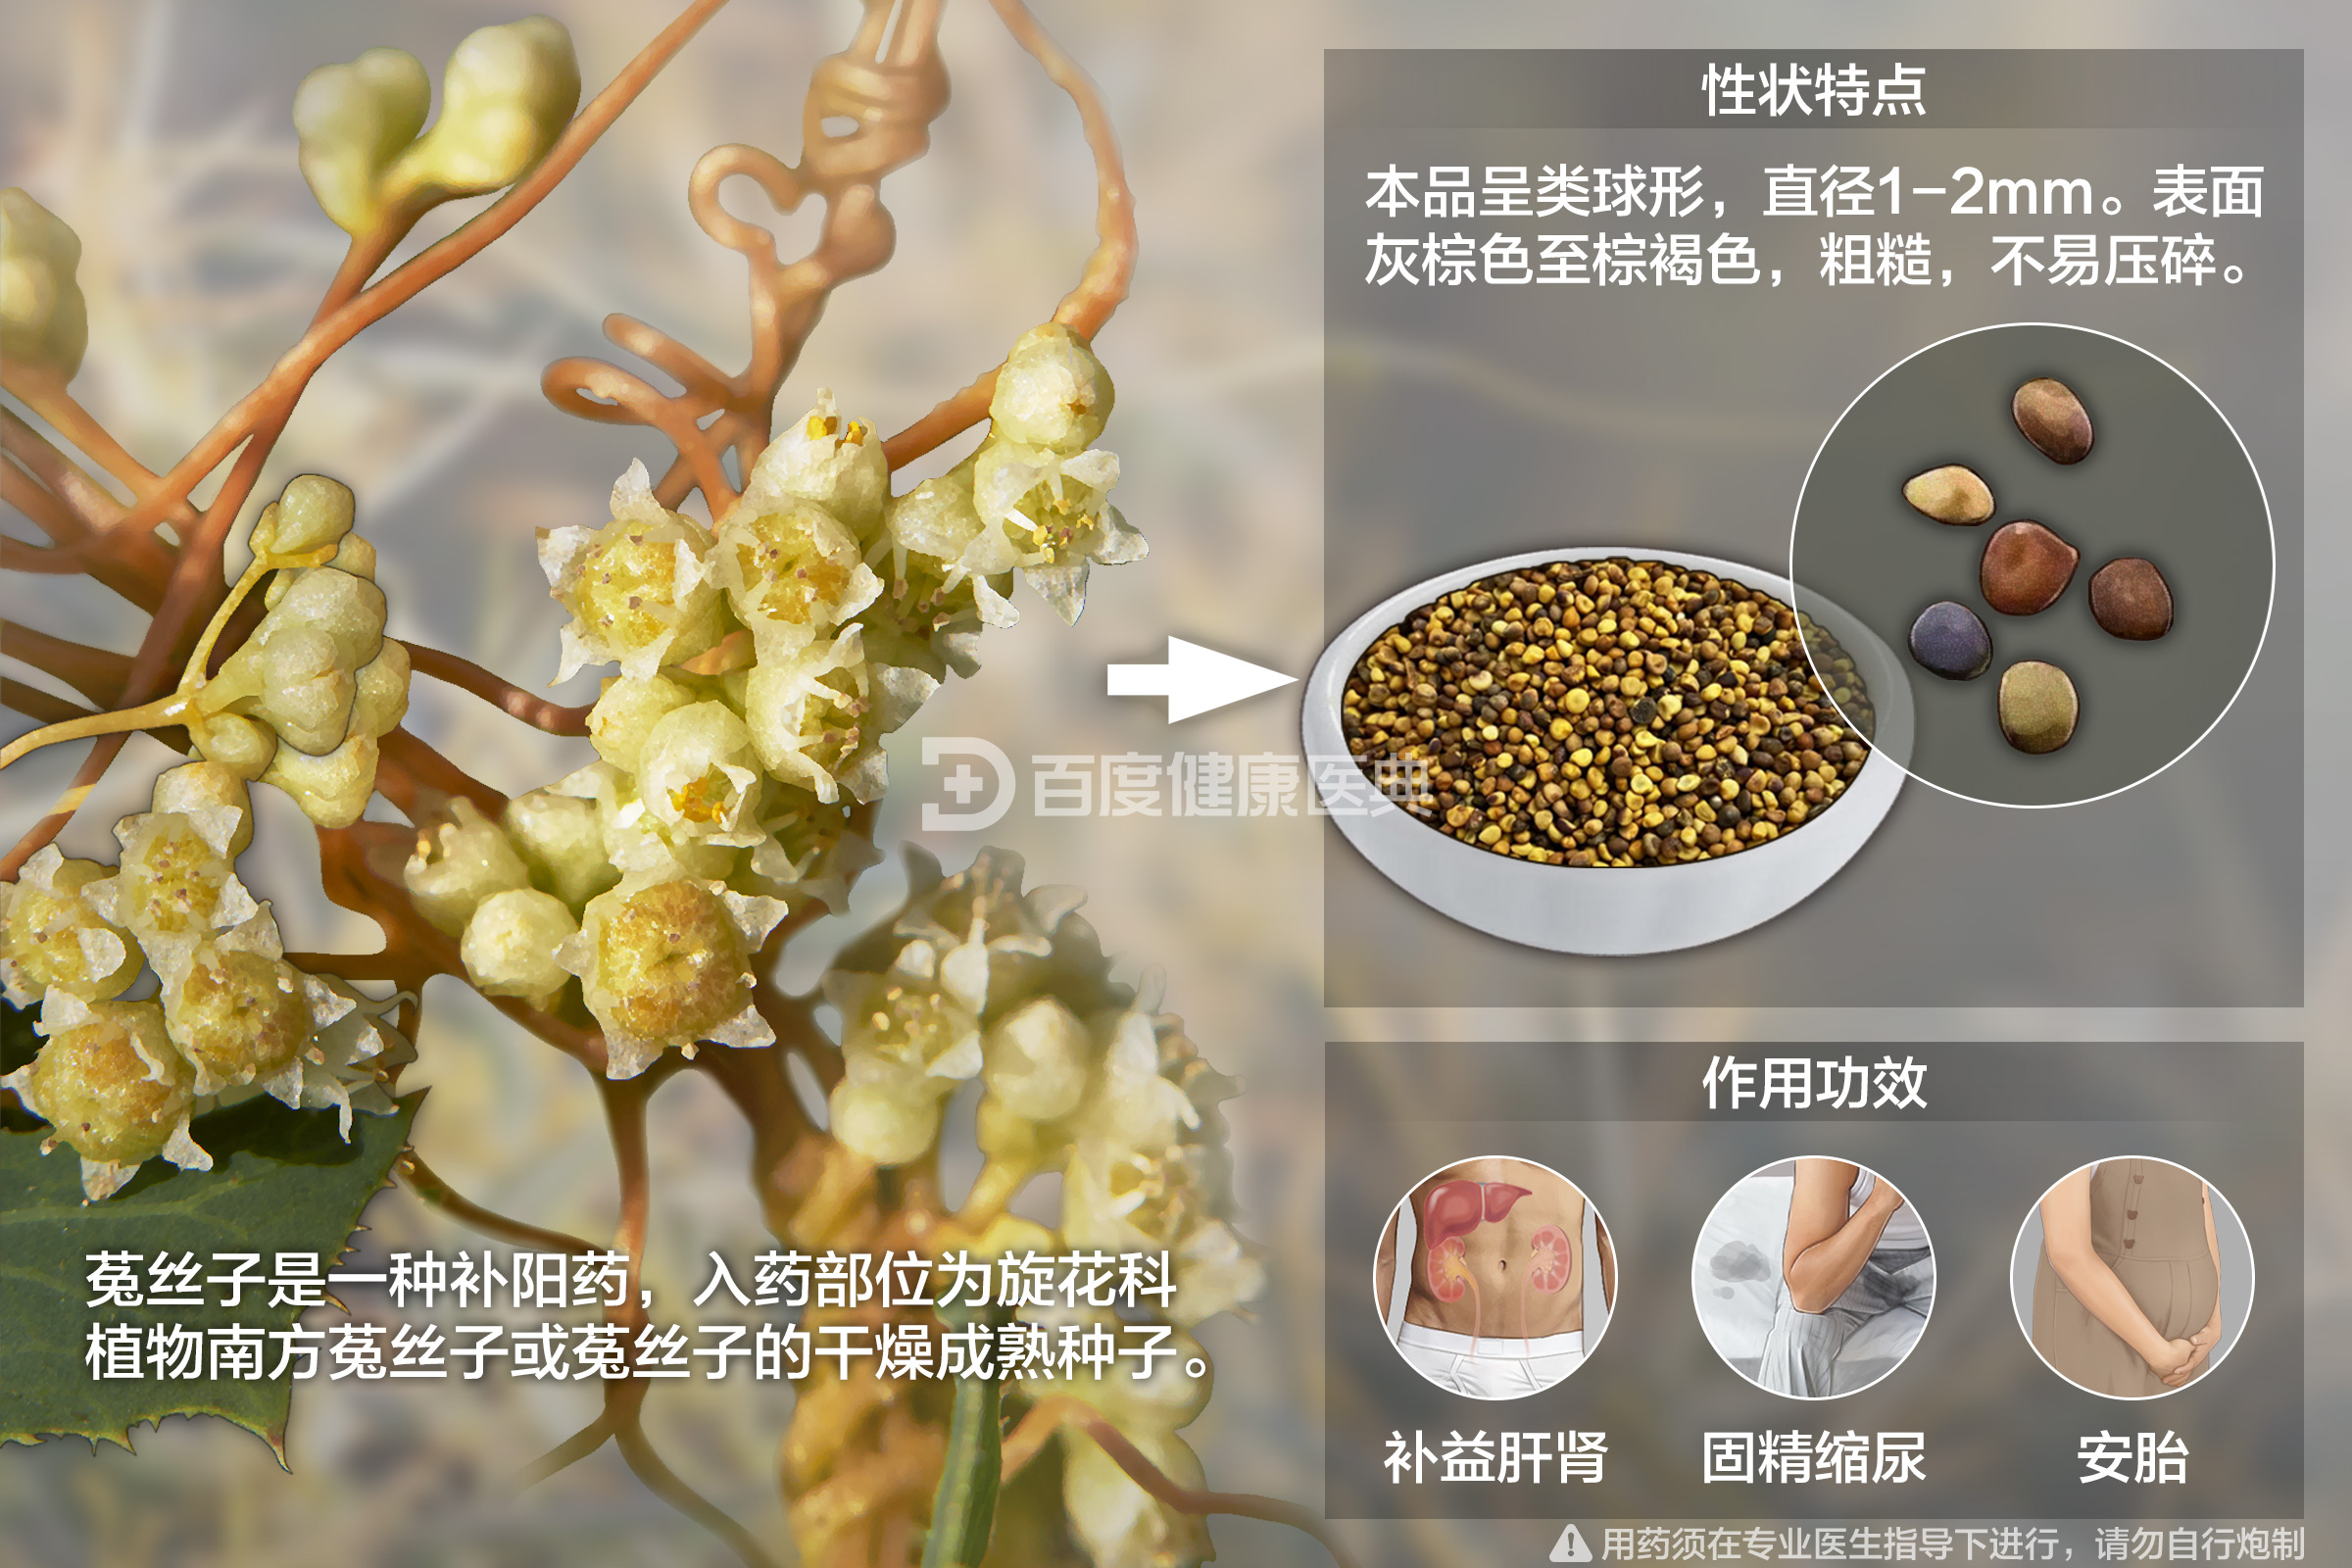 性状特点
本品呈类球形，直径1-2mm。表面
灰棕色至棕褐色，粗糙，不易压碎。
百度健康医典
作用功效
补益肝肾
固精缩尿
安胎
菟丝子是一种补阳药，入药部位为旋花科
植物南方菟丝子或菟丝子的干燥成熟种子。
用药须在专业医生指导下进行，请勿自行炮制